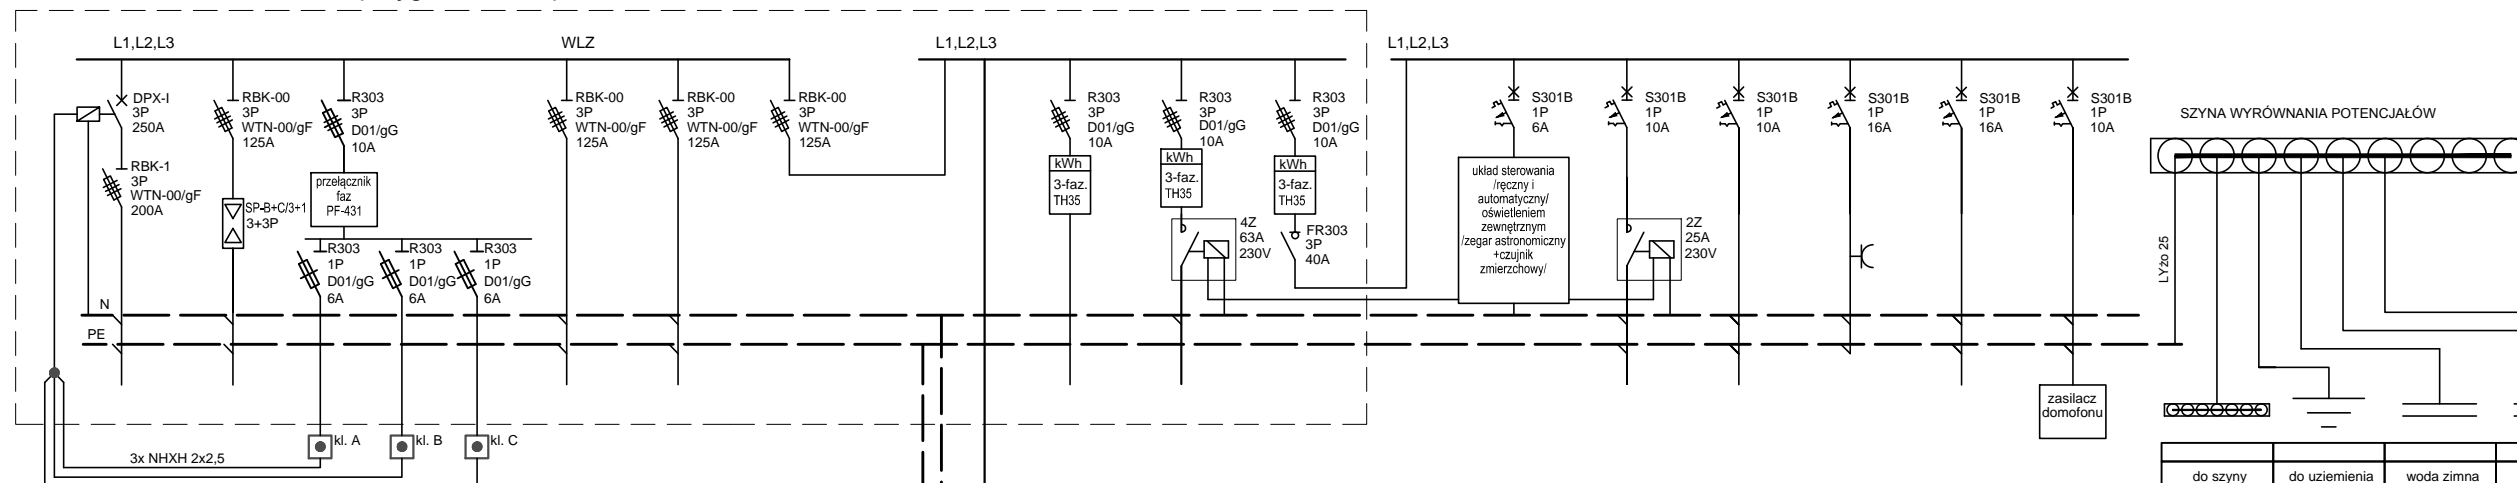 L1,L2,L3
WLZ
L1,L2,L3
L1,L2,L3
DPX-I
3P
250A
RBK-1
3P
WTN-00/gF
200A
RBK-00
3P
WTN-00/gF
125A
SP-B+C/3+1
3+3P
R303
3P
D01/gG
10A
przełącznik
faz
PF-431
R303
1P
D01/gG
6A
R303
1P
D01/gG
6A
R303
1P
D01/gG
6A
RBK-00
3P
WTN-00/gF
125A
RBK-00
3P
WTN-00/gF
125A
RBK-00
3P
WTN-00/gF
125A
R303
3P
D01/gG
10A
kWh
3-faz.
TH35
R303
3P
D01/gG
10A
kWh
3-faz.
TH35
4Z
63A
230V
R303
3P
D01/gG
10A
kWh
3-faz.
TH35
FR303
3P
40A
S301B
1P
6A
układ sterowania
/ręczny i
automatyczny/
oświetleniem
zewnętrznym
/zegar astronomiczny
+czujnik
zmierzchowy/
S301B
1P
10A
2Z
25A
230V
S301B
1P
10A
S301B
1P
16A
S301B
1P
16A
S301B
1P
10A
zasilacz
domofonu
SZYNA WYRÓWNANIA POTENCJAŁÓW
LYżo 25
N
PE
kl. A
kl. B
kl. C
3x NHXH 2x2,5
do szyny
do uziemienia
woda zimna